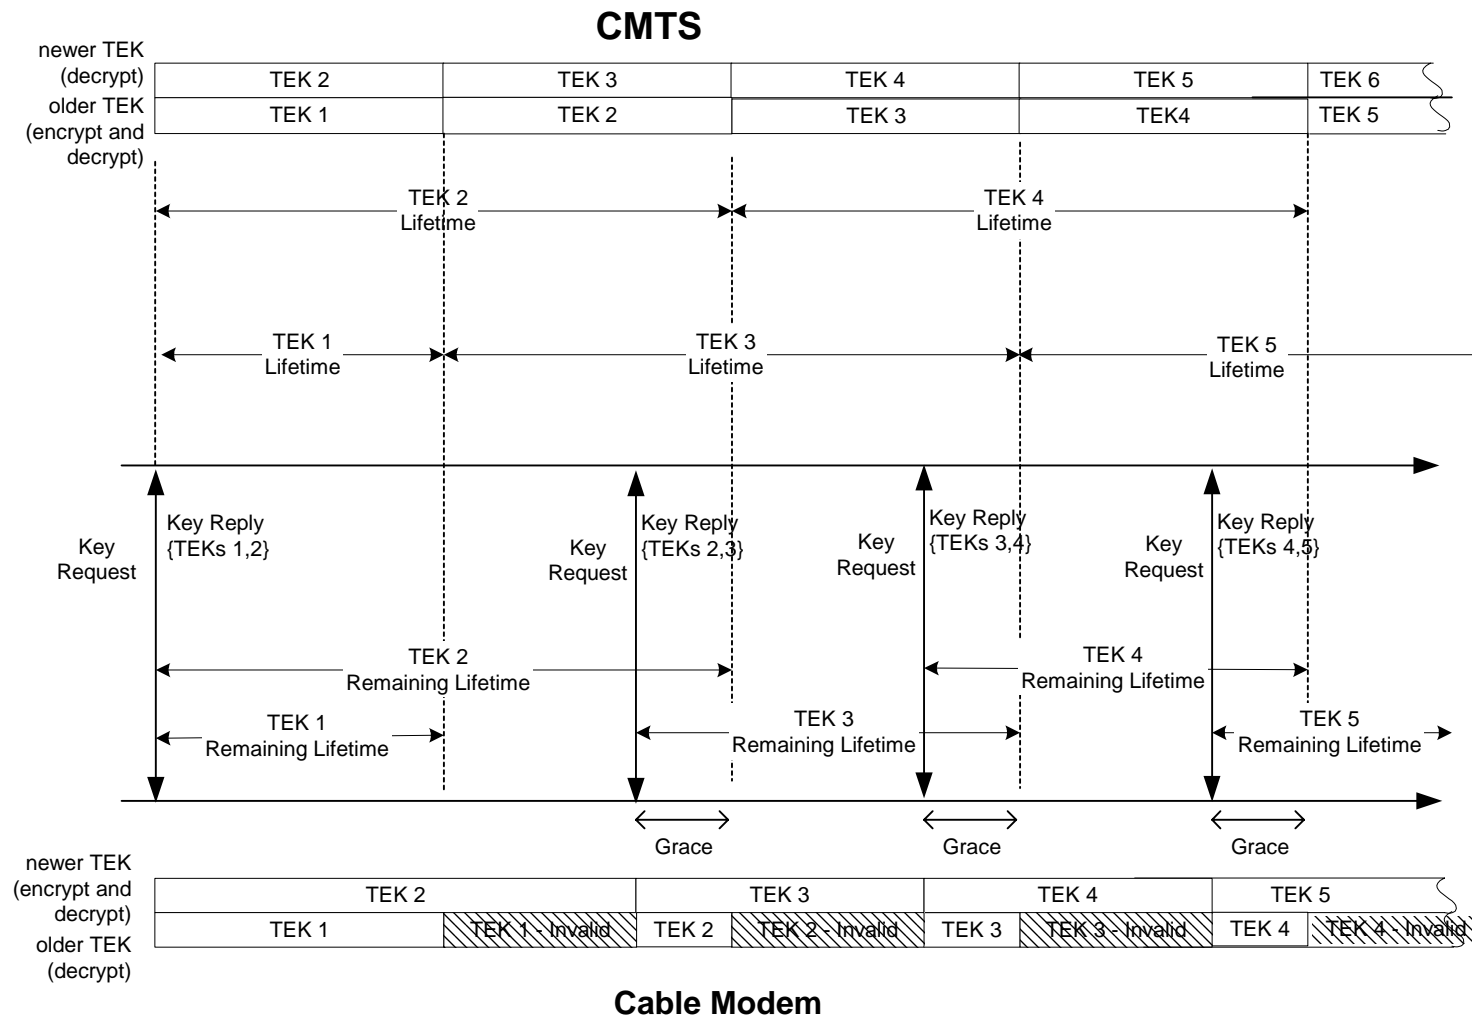 CMTS
newer TEK
(decrypt)
TEK 2
TEK 3
TEK 4
TEK 5
TEK 6
older TEK
(encrypt and
decrypt)
TEK 1
TEK 2
TEK 3
TEK4
TEK 5
TEK 2
Lifetime
TEK 4
Lifetime
TEK 1
Lifetime
TEK 3
Lifetime
TEK 5
Lifetime
Key
Request
Key Reply
{TEKs 1,2}
Key
Request
Key Reply
{TEKs 2,3}
Key
Request
Key Reply
{TEKs 3,4}
Key
Request
Key Reply
{TEKs 4,5}
TEK 2
Remaining Lifetime
TEK 4
Remaining Lifetime
TEK 1
Remaining Lifetime
TEK 3
Remaining Lifetime
TEK 5
Remaining Lifetime
Grace
Grace
Grace
newer TEK
(encrypt and
decrypt)
TEK 2
TEK 3
TEK 4
TEK 5
older TEK
(decrypt)
TEK 1
TEK 1 - Invalid
TEK 2
TEK 2 - Invalid
TEK 3
TEK 3 - Invalid
TEK 4
TEK 4 - Invalid
Cable Modem